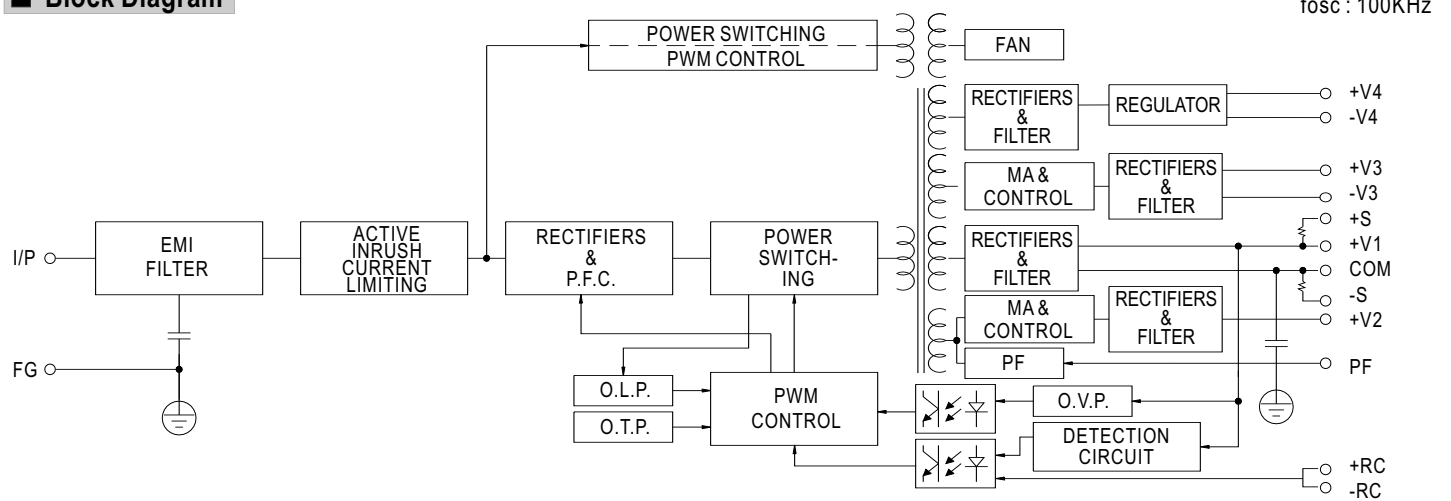 ■ Block Diagram
fosc : 100KHz
POWER SWITCHING
PWM CONTROL
FAN
RECTIFIERS
&
FILTER
REGULATOR
+V4
-V4
MA &
CONTROL
RECTIFIERS
&
FILTER
+V3
-V3
I/P
EMI
FILTER
ACTIVE
INRUSH
CURRENT
LIMITING
RECTIFIERS
&
P.F.C.
POWER
SWITCH-
ING
RECTIFIERS
&
FILTER
+S
+V1
COM
-S
MA &
CONTROL
RECTIFIERS
&
FILTER
+V2
FG
PF
PF
O.L.P.
O.T.P.
PWM
CONTROL
O.V.P.
DETECTION
CIRCUIT
+RC
-RC